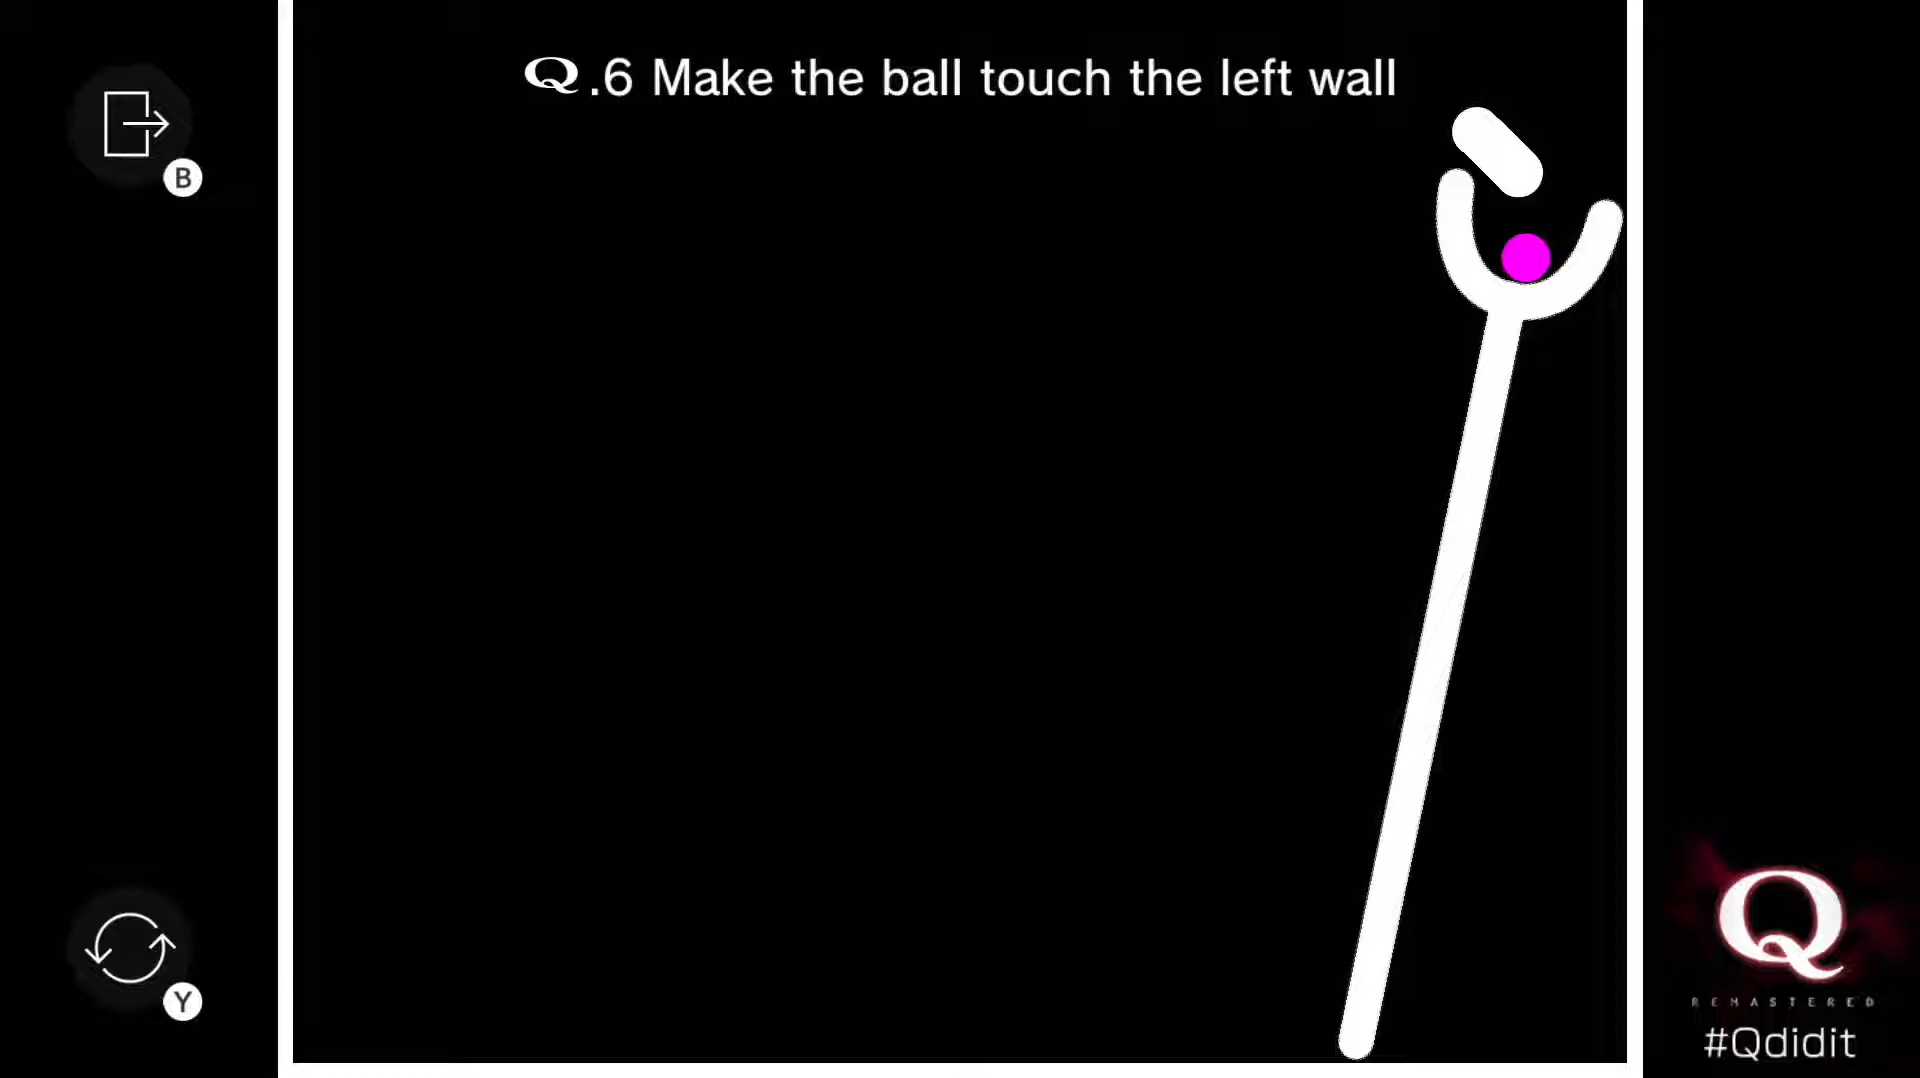 Q.6 Make the ball touch the left wall
B
Y
Q
REMASTERED
#Qdidit